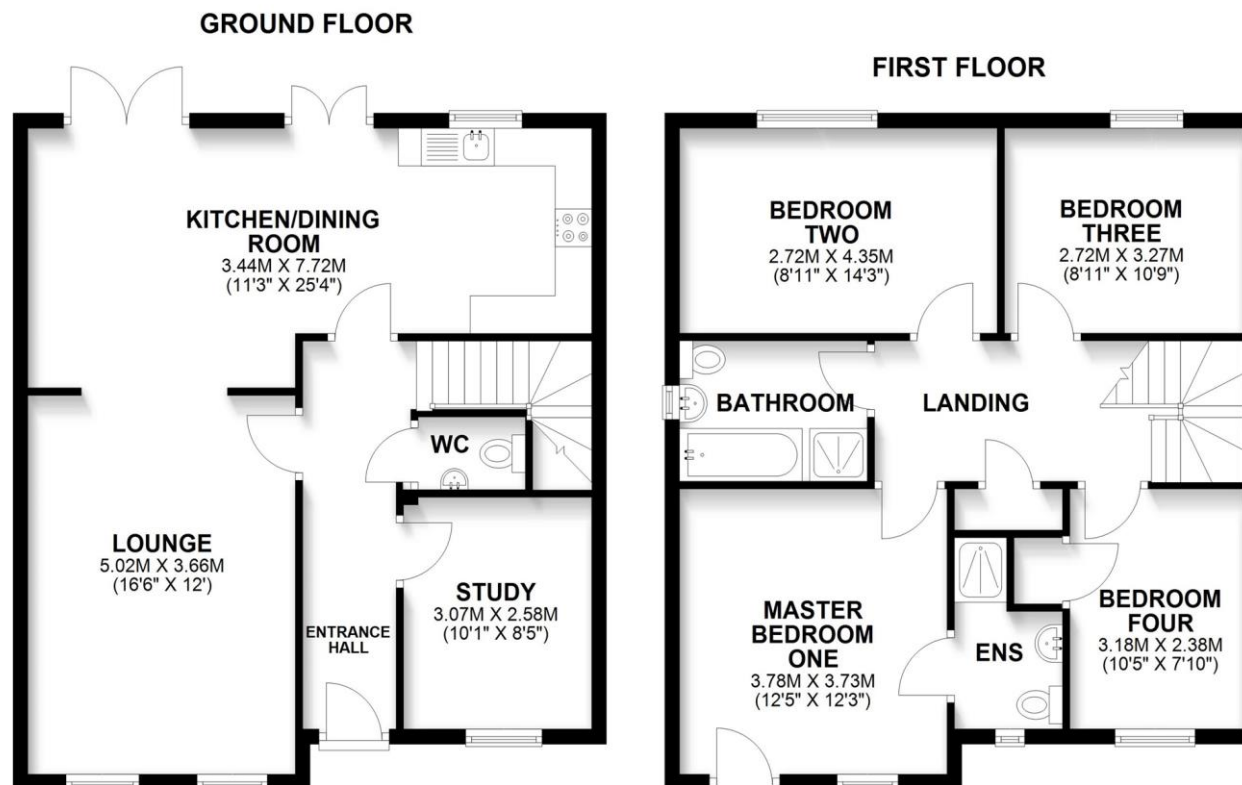 GROUND FLOOR
KITCHEN/DINING
ROOM
3.44M X 7.72M
(11'3" X 25'4")
WC
LOUNGE
5.02M X 3.66M
(16'6" X 12')
STUDY
3.07M X 2.58M
(10'1" X 8'5")
ENTRANCE
HALL
FIRST FLOOR
BEDROOM
TWO
2.72M X 4.35M
(8'11" X 14'3")
BEDROOM
THREE
2.72M X 3.27M
(8'11" X 10'9")
BATHROOM
LANDING
MASTER
BEDROOM
ONE
3.78M X 3.73M
(12'5" X 12'3")
ENS
BEDROOM
FOUR
3.18M X 2.38M
(10'5" X 7'10")